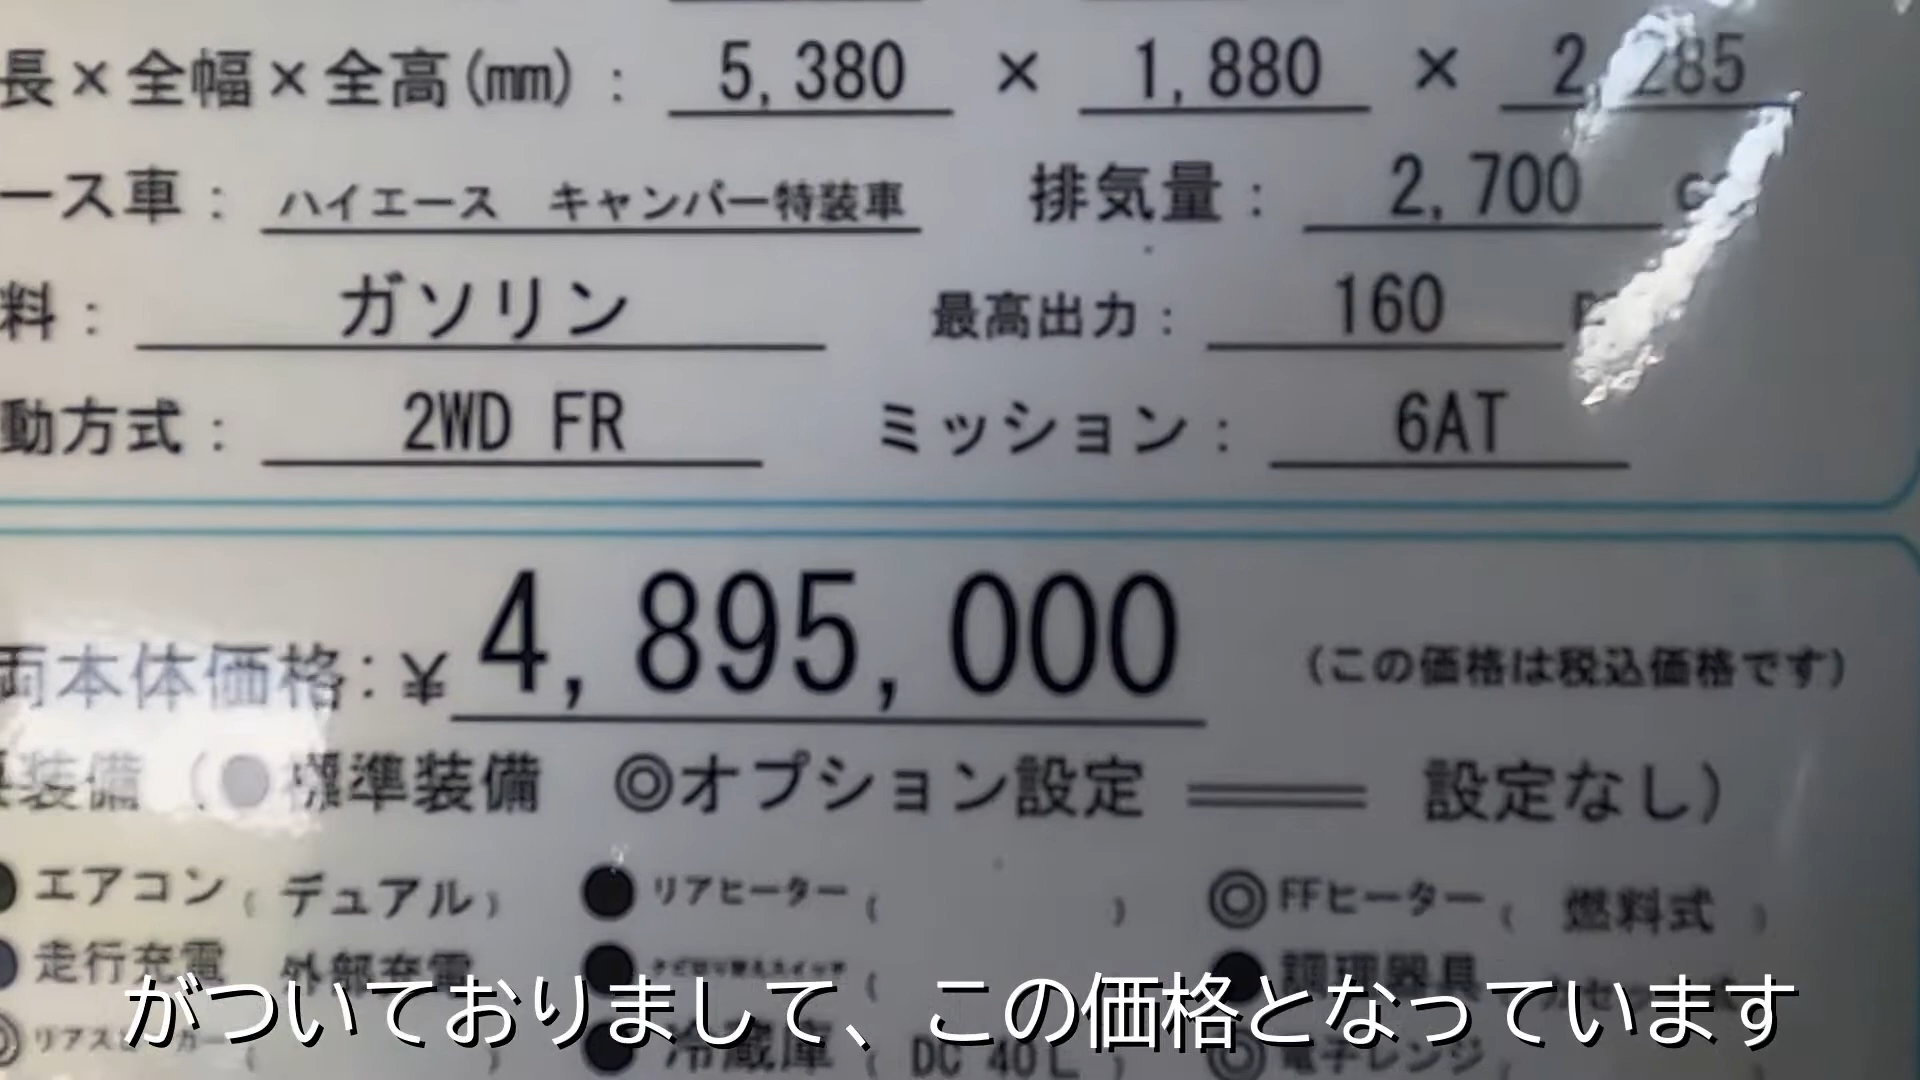 長×全幅×全高(mm)： 5,380 × 1,880 × 2,285
ース車： ハイエース キャンパー特装車 排気量： 2,700
料： ガソリン 最高出力： 160
動方式： 2WD FR ミッション： 6AT
両本体価格：¥4,895,000 (この価格は税込価格です)
装備 (●標準装備 ◎オプション設定 ══ 設定なし)
●エアコン( デュアル ) ●リアヒーター( ) ◎FFヒーター( 燃料式 )
●走行充電 外部充電 ● ( ●調理器具
◎ ( ) ●冷蔵庫( DC 40L ) ◎電子レンジ(
がついておりまして、この価格となっています